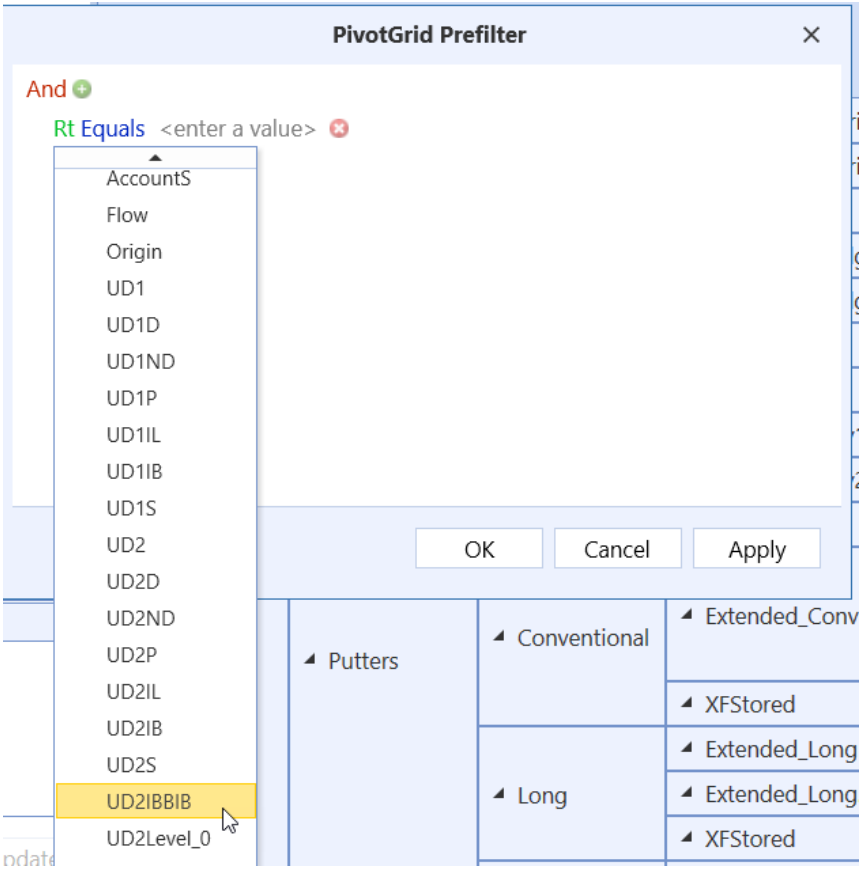 PivotGrid Prefilter
And
Rt Equals <enter a value>
AccountS
Flow
Origin
UD1
UD1D
UD1ND
UD1P
UD1IL
UD1IB
UD1S
UD2
UD2D
UD2ND
UD2P
UD2IL
UD2IB
UD2S
UD2IBBIB
UD2Level_0
OK Cancel Apply
Putters
Conventional
Extended_Conv
XFStored
Long
Extended_Long
Extended_Long
XFStored
pdate